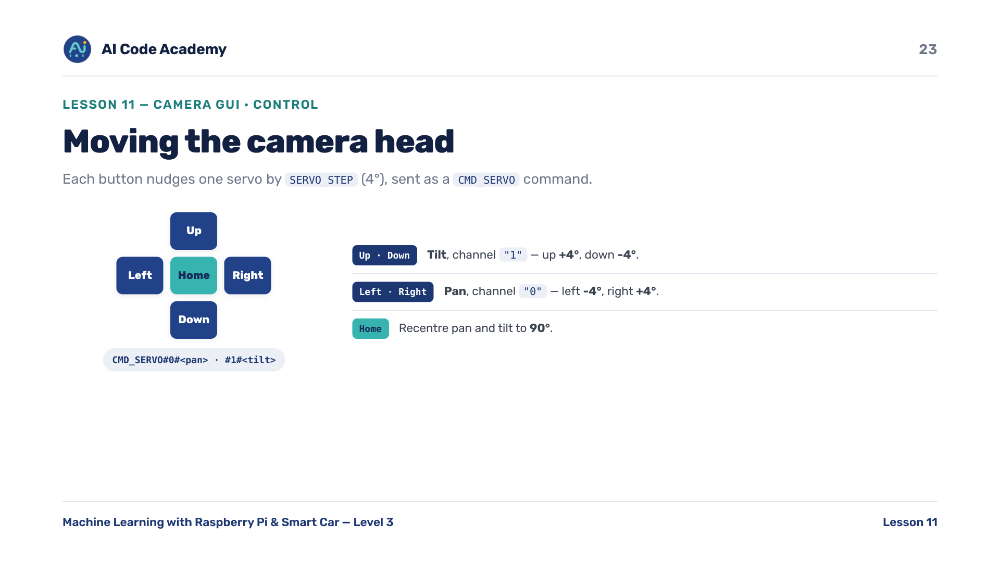 AI Code Academy
23
LESSON 11 — CAMERA GUI • CONTROL
Moving the camera head
Each button nudges one servo by SERVO_STEP (4°), sent as a CMD_SERVO command.
Up
Left Home Right
Down
CMD_SERVO#0#<pan> · #1#<tilt>
Up · Down Tilt, channel "1" — up +4°, down -4°.
Left · Right Pan, channel "0" — left -4°, right +4°.
Home Recentre pan and tilt to 90°.
Machine Learning with Raspberry Pi & Smart Car — Level 3
Lesson 11